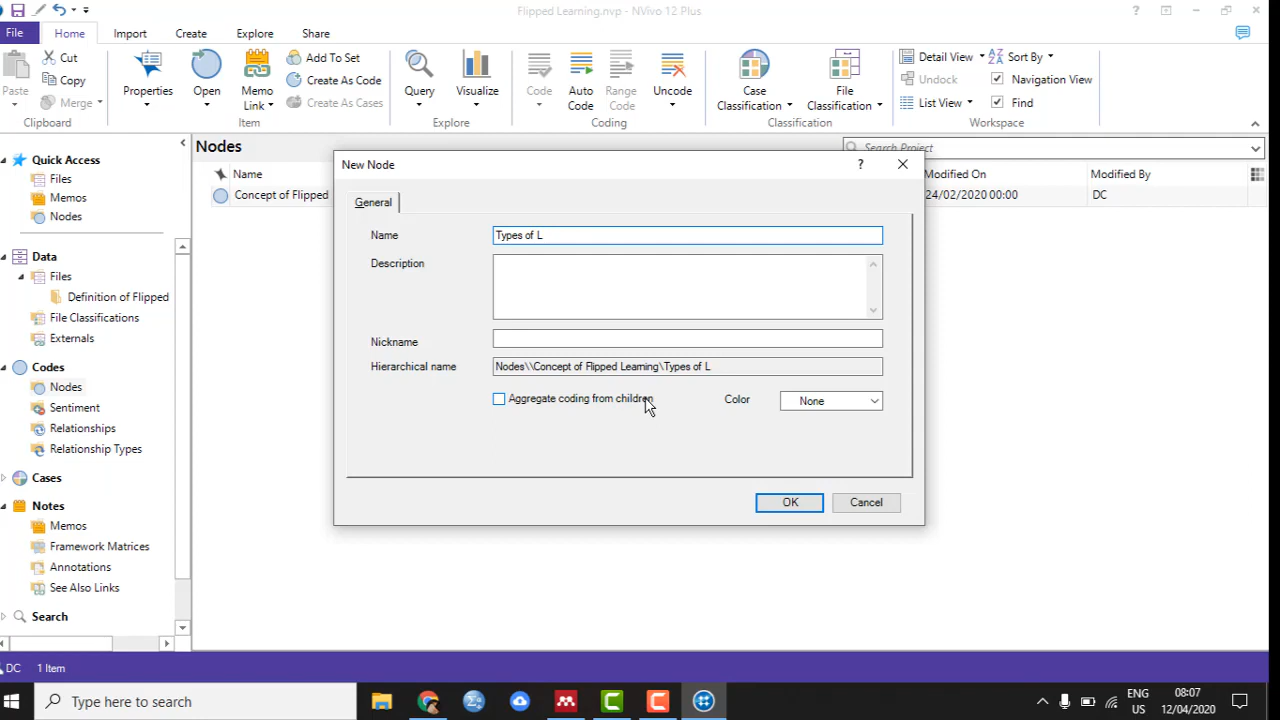 Flipped Learning.nvp - NVivo 12 Plus
File Home Import Create Explore Share
Paste Cut Copy Merge
Properties Open Memo Link Add To Set Create As Code Create As Cases
Query Visualize Code Auto Code Range Code Uncode
Case Classification File Classification
Detail View Sort By
Undock Navigation View
List View Find
Clipboard Item Explore Coding Classification Workspace
Quick Access
Files
Memos
Nodes
Data
Files
Definition of Flipped
File Classifications
Externals
Codes
Nodes
Sentiment
Relationships
Relationship Types
Cases
Notes
Memos
Framework Matrices
Annotations
See Also Links
Search
Nodes
Search Project
Name Modified On Modified By
Concept of Flipped 24/02/2020 00:00 DC
New Node ?
General
Name Types of L
Description
Nickname
Hierarchical name Nodes\\Concept of Flipped Learning\Types of L
Aggregate coding from children Color None
OK Cancel
DC 1 Item
Type here to search
ENG 08:07
US 12/04/2020